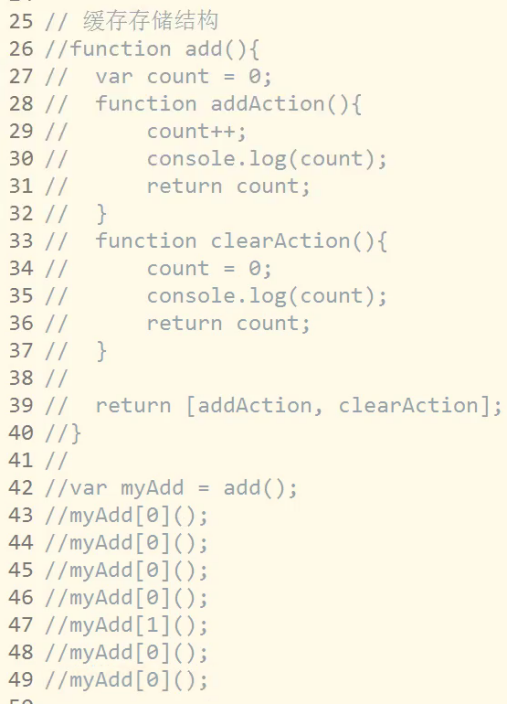 25 // 缓存存储结构
26 //function add(){
27 //  var count = 0;
28 //  function addAction(){
29 //      count++;
30 //      console.log(count);
31 //      return count;
32 //  }
33 //  function clearAction(){
34 //      count = 0;
35 //      console.log(count);
36 //      return count;
37 //  }
38 //
39 //  return [addAction, clearAction];
40 //}
41 //
42 //var myAdd = add();
43 //myAdd[0]();
44 //myAdd[0]();
45 //myAdd[0]();
46 //myAdd[0]();
47 //myAdd[1]();
48 //myAdd[0]();
49 //myAdd[0]();